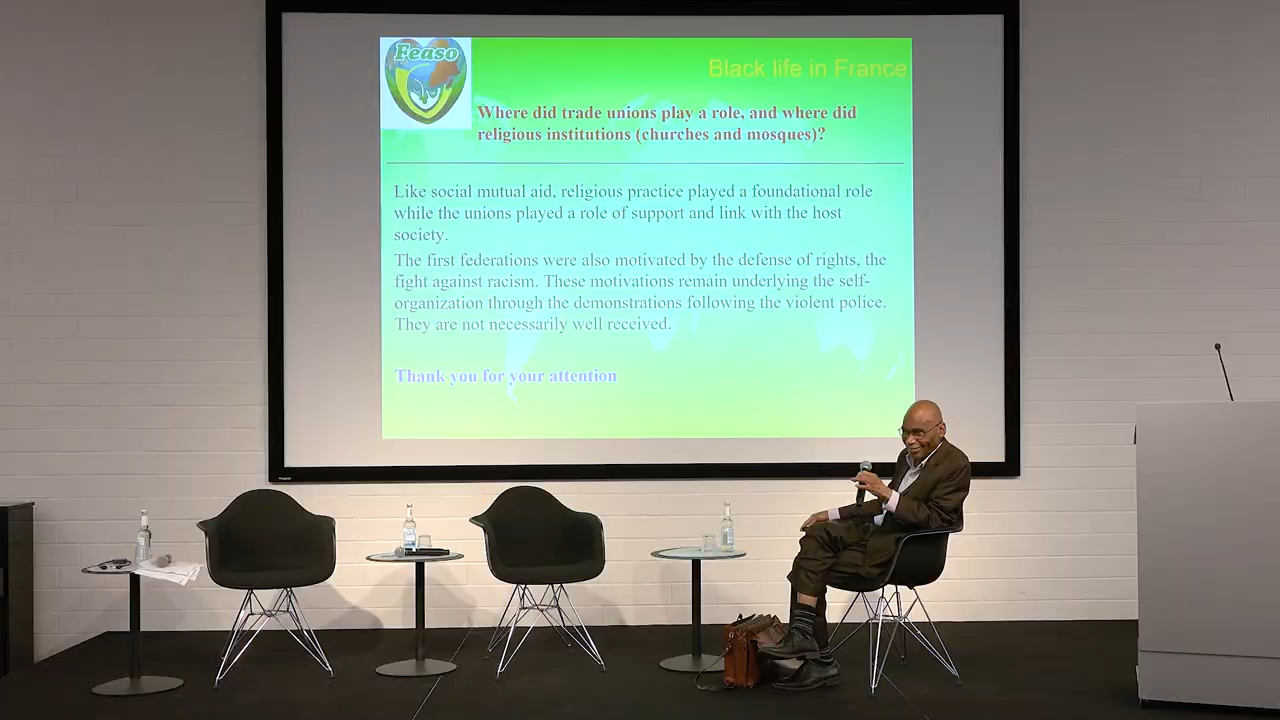 Feaso
Black life in France
Where did trade unions play a role, and where did
religious institutions (churches and mosques)?
Like social mutual aid, religious practice played a foundational role
while the unions played a role of support and link with the host
society.
The first federations were also motivated by the defense of rights, the
fight against racism. These motivations remain underlying the self-
organization through the demonstrations following the violent police.
They are not necessarily well received.
Thank you for your attention